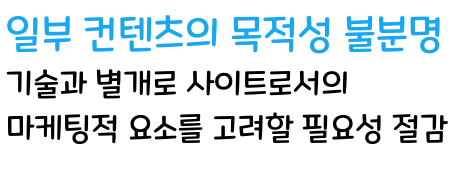 일부 컨텐츠의 목적성 불분명
기술과 별개로 사이트로서의
마케팅적 요소를 고려할 필요성 절감